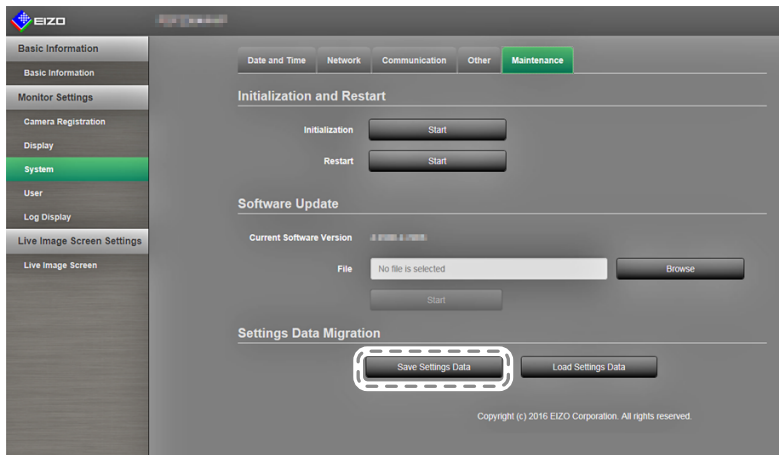 EIZO
Basic Information
Basic Information
Monitor Settings
Camera Registration
Display
System
User
Log Display
Live Image Screen Settings
Live Image Screen
Date and Time Network Communication Other Maintenance
Initialization and Restart
Initialization Start
Restart Start
Software Update
Current Software Version
File No file is selected Browse
Start
Settings Data Migration
Save Settings Data Load Settings Data
Copyright (c) 2016 EIZO Corporation. All rights reserved.